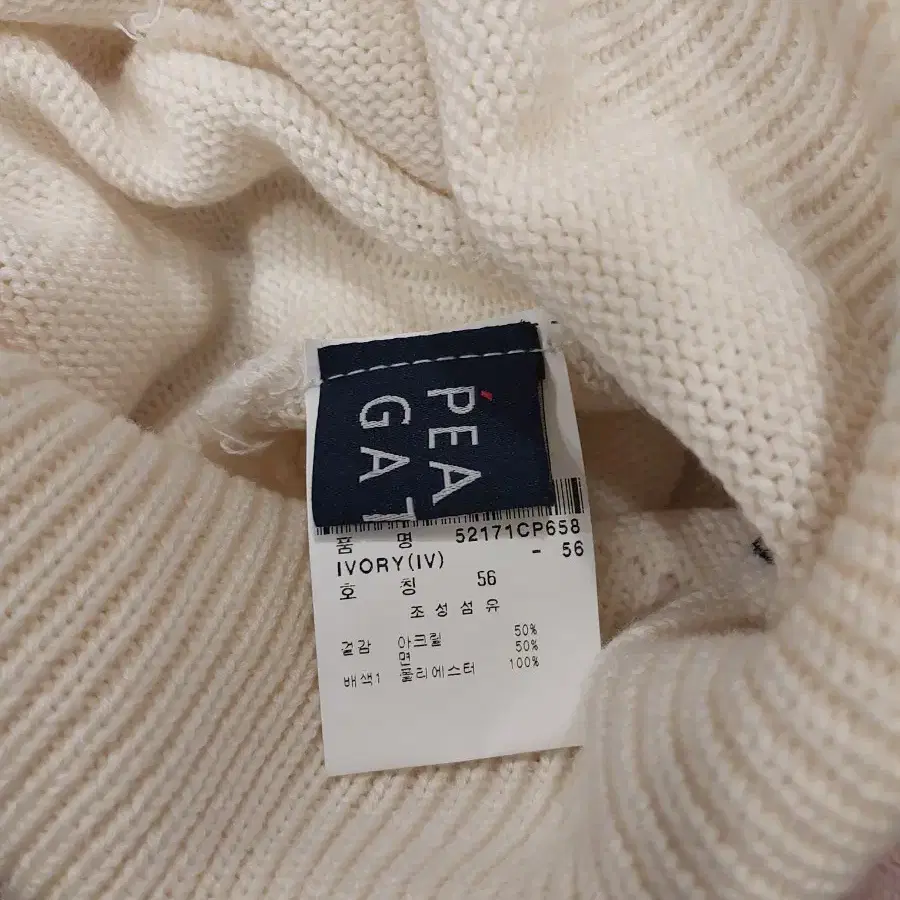 PEA
GAT
품 명 52171CP658
IVORY(IV) - 56
호 칭 56
조성섬유
겉감 아크릴 50%
면 50%
배색1 폴리에스터 100%